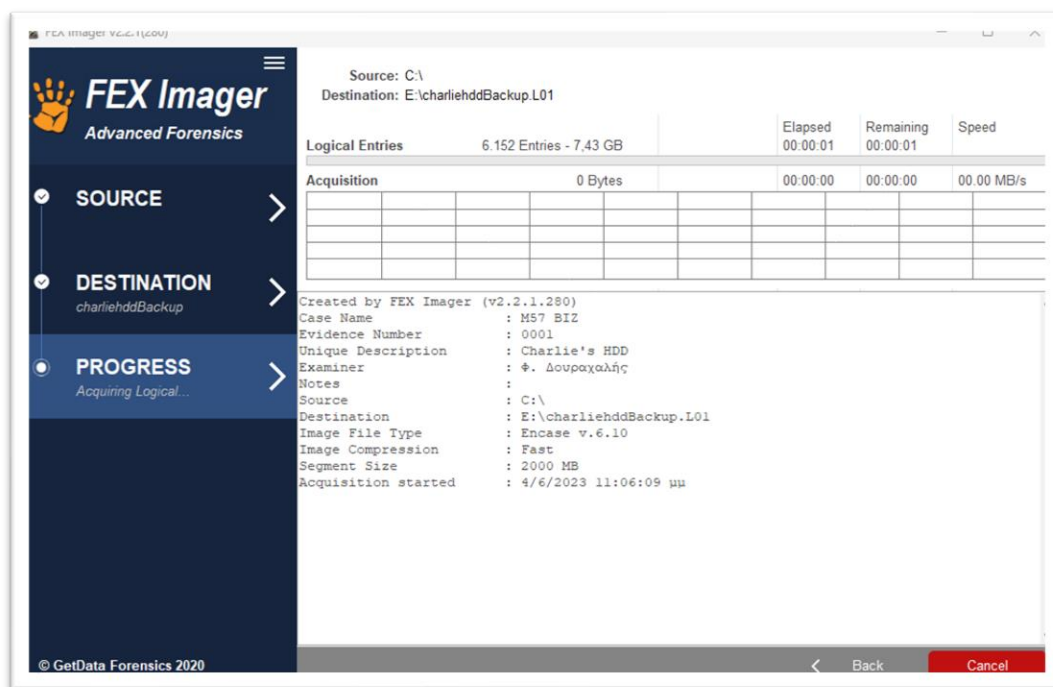 FEX Imager v2.2.1(280)
FEX Imager
Advanced Forensics
SOURCE
DESTINATION
charliehddBackup
PROGRESS
Acquiring Logical...
© GetData Forensics 2020
Source: C:\
Destination: E:\charliehddBackup.L01
Elapsed Remaining Speed
Logical Entries 6.152 Entries - 7,43 GB 00:00:01 00:00:01
Acquisition 0 Bytes 00:00:00 00:00:00 00.00 MB/s
Created by FEX Imager (v2.2.1.280)
Case Name : M57 BIZ
Evidence Number : 0001
Unique Description : Charlie's HDD
Examiner : Φ. Δουραχαλής
Notes :
Source : C:\
Destination : E:\charliehddBackup.L01
Image File Type : Encase v.6.10
Image Compression : Fast
Segment Size : 2000 MB
Acquisition started : 4/6/2023 11:06:09 μμ
Back Cancel